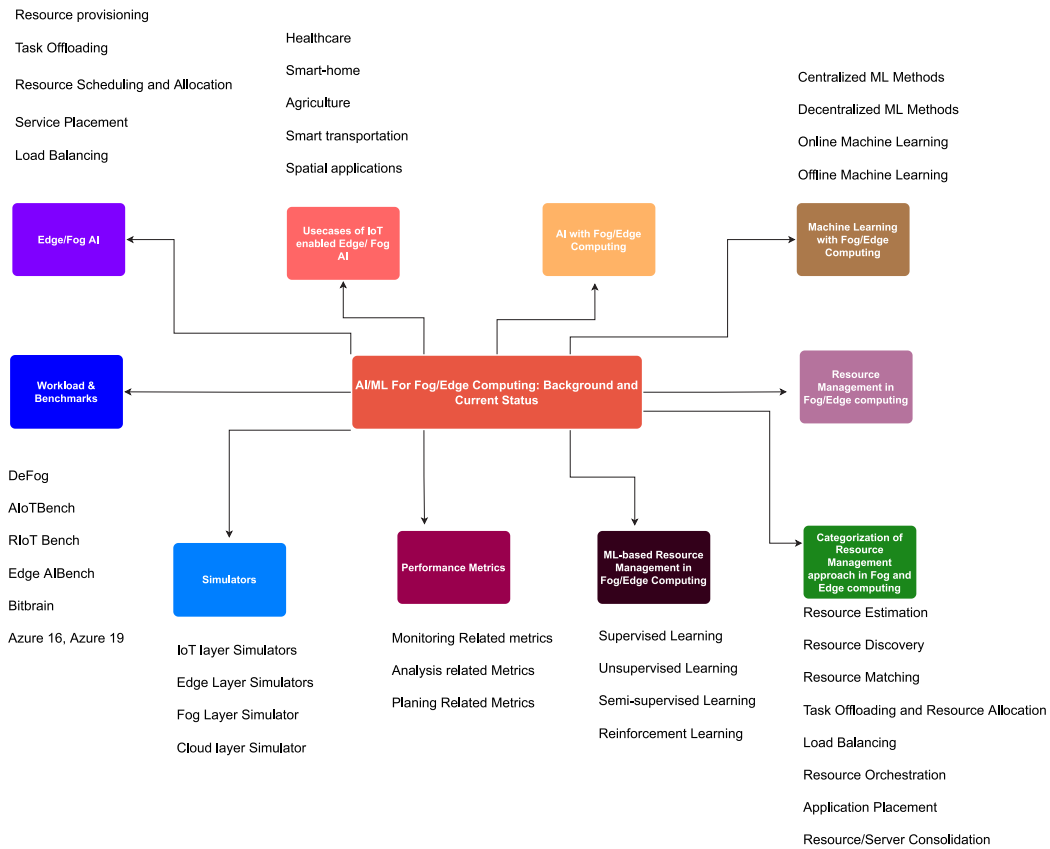 Resource provisioning
Task Offloading
Resource Scheduling and Allocation
Service Placement
Load Balancing
Healthcare
Smart-home
Agriculture
Smart transportation
Spatial applications
Centralized ML Methods
Decentralized ML Methods
Online Machine Learning
Offline Machine Learning
Edge/Fog AI
Usecases of IoT
enabled Edge/ Fog
AI
AI with Fog/Edge
Computing
Machine Learning
with Fog/Edge
Computing
Workload &
Benchmarks
AI/ML For Fog/Edge Computing: Background and
Current Status
Resource
Management in
Fog/Edge computing
DeFog
AIoTBench
RIoT Bench
Edge AIBench
Bitbrain
Azure 16, Azure 19
Simulators
IoT layer Simulators
Edge Layer Simulators
Fog Layer Simulator
Cloud layer Simulator
Performance Metrics
Monitoring Related metrics
Analysis related Metrics
Planing Related Metrics
ML-based Resource
Management in
Fog/Edge Computing
Supervised Learning
Unsupervised Learning
Semi-supervised Learning
Reinforcement Learning
Categorization of
Resource
Management
approach in Fog and
Edge computing
Resource Estimation
Resource Discovery
Resource Matching
Task Offloading and Resource Allocation
Load Balancing
Resource Orchestration
Application Placement
Resource/Server Consolidation